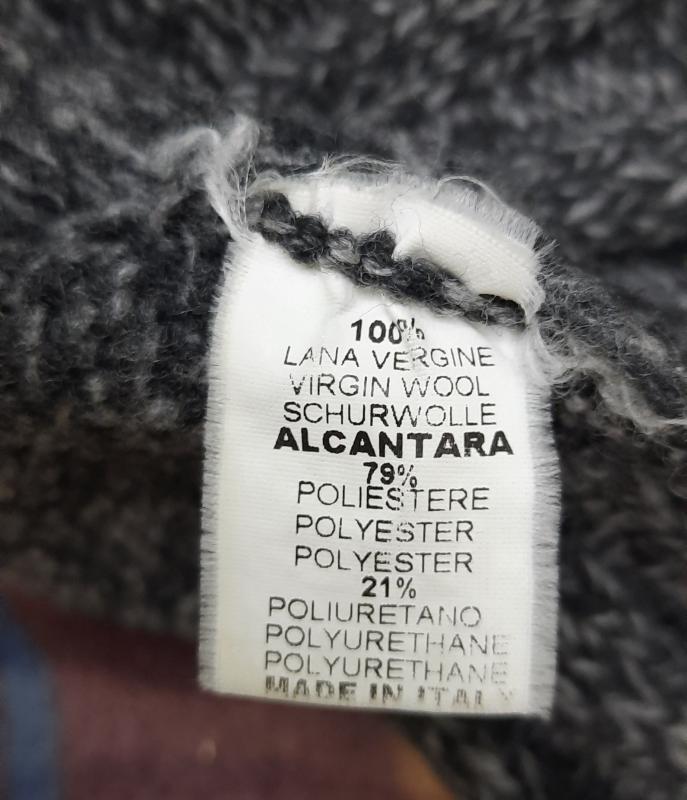 100%
LANA VERGINE
VIRGIN WOOL
SCHURWOLLE
ALCANTARA
79%
POLIESTERE
POLYESTER
POLYESTER
21%
POLIURETANO
POLYURETHANE
POLYURETHANE
MADE IN ITALY